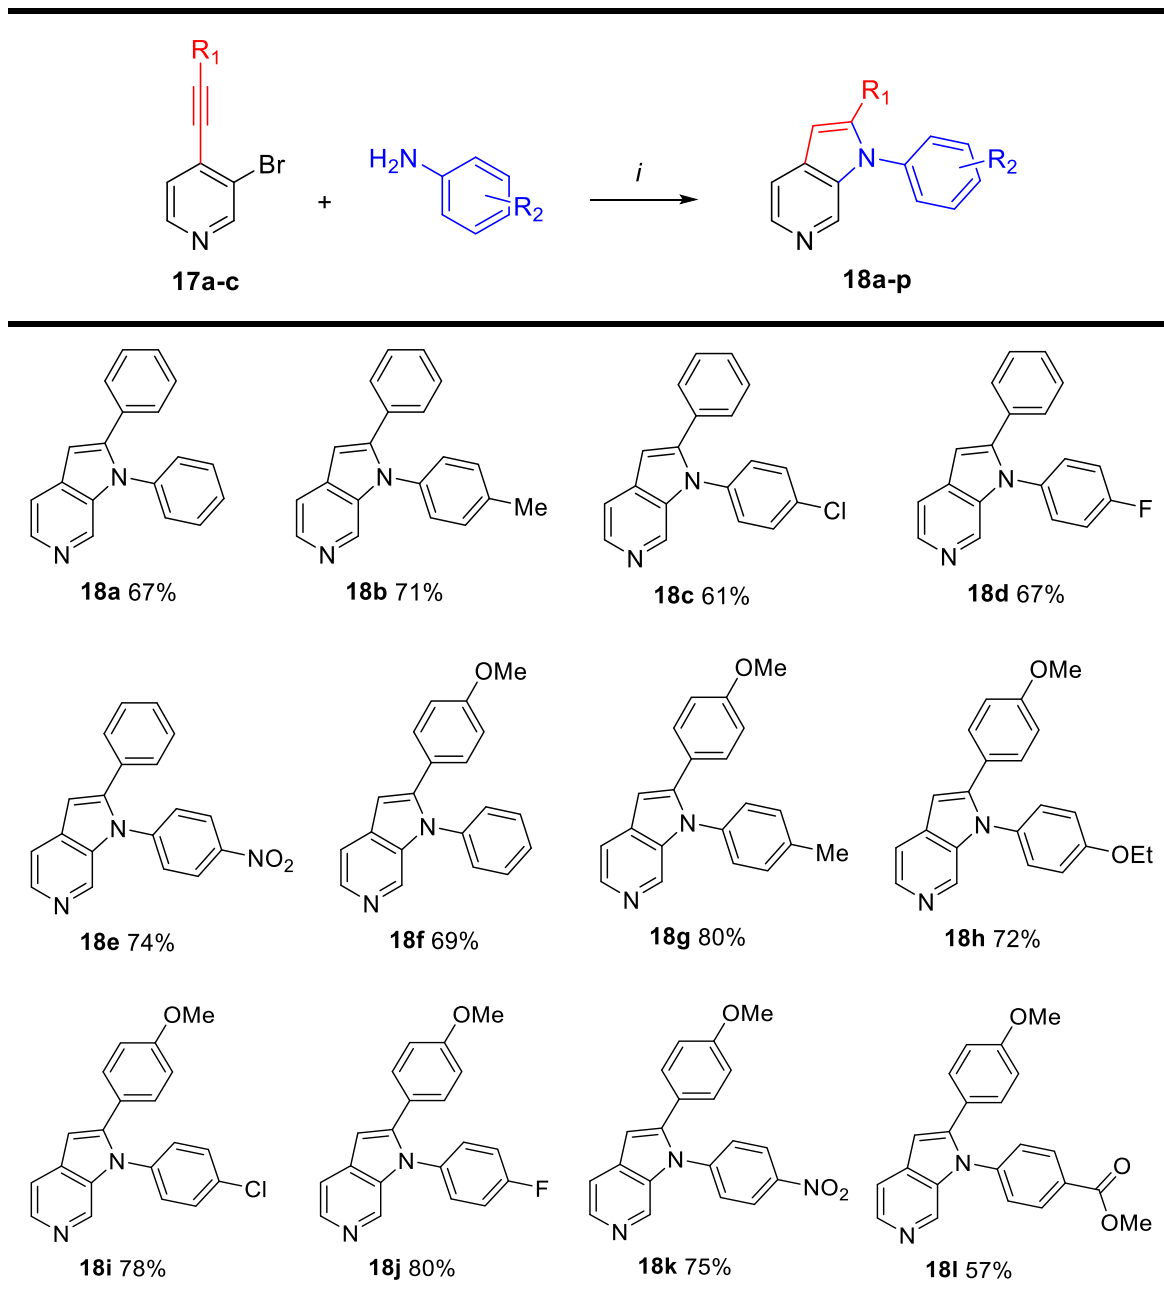 R1
Br
N
17a-c
+
H2N
R2
i
R1
N
R2
N
18a-p
N
N
18a 67%
N
Me
N
18b 71%
N
Cl
N
18c 61%
N
F
N
18d 67%
N
NO2
N
18e 74%
OMe
N
N
18f 69%
OMe
N
Me
N
18g 80%
OMe
N
OEt
N
18h 72%
OMe
N
Cl
N
18i 78%
OMe
N
F
N
18j 80%
OMe
N
NO2
N
18k 75%
OMe
N
O
OMe
N
18l 57%